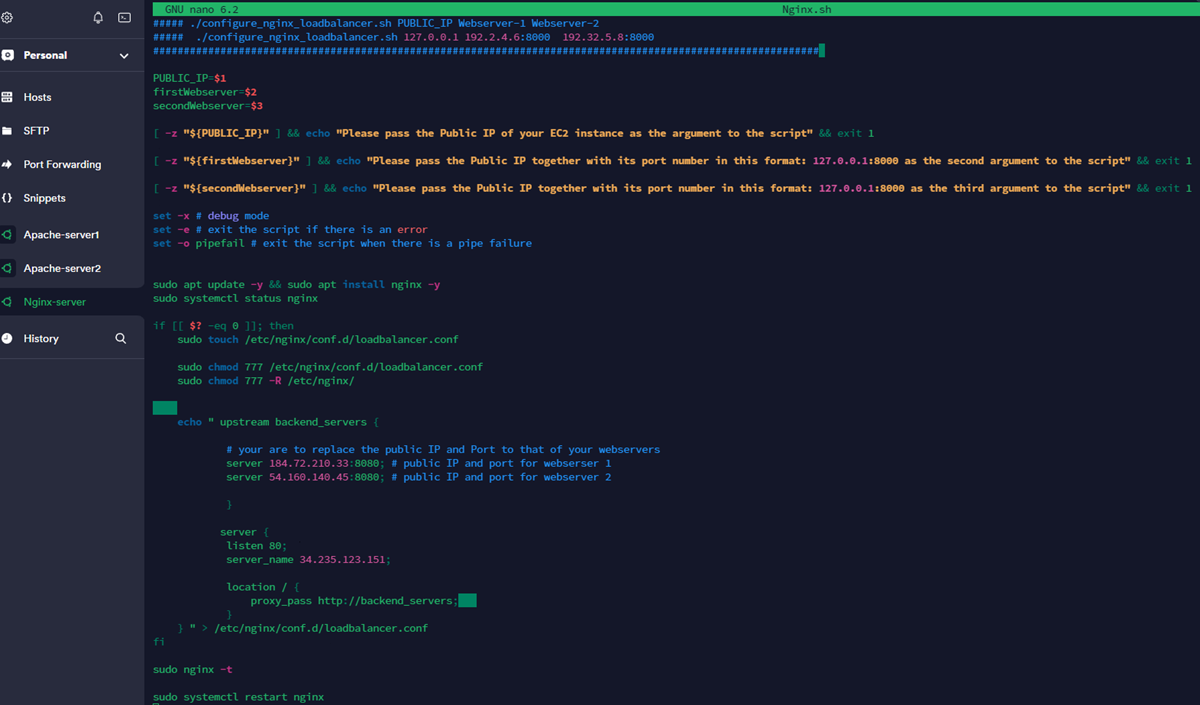 GNU nano 6.2
Nginx.sh
Personal
Hosts
SFTP
Port Forwarding
Snippets
Apache-server1
Apache-server2
Nginx-server
History
##### ./configure_nginx_loadbalancer.sh PUBLIC_IP Webserver-1 Webserver-2
##### ./configure_nginx_loadbalancer.sh 127.0.0.1 192.2.4.6:8000 192.32.5.8:8000
#############################################################################################################
PUBLIC_IP=$1
firstWebserver=$2
secondWebserver=$3
[ -z "${PUBLIC_IP}" ] && echo "Please pass the Public IP of your EC2 instance as the argument to the script" && exit 1
[ -z "${firstWebserver}" ] && echo "Please pass the Public IP together with its port number in this format: 127.0.0.1:8000 as the second argument to the script" && exit 1
[ -z "${secondWebserver}" ] && echo "Please pass the Public IP together with its port number in this format: 127.0.0.1:8000 as the third argument to the script" && exit 1
set -x # debug mode
set -e # exit the script if there is an error
set -o pipefail # exit the script when there is a pipe failure
sudo apt update -y && sudo apt install nginx -y
sudo systemctl status nginx
if [[ $? -eq 0 ]]; then
sudo touch /etc/nginx/conf.d/loadbalancer.conf
sudo chmod 777 /etc/nginx/conf.d/loadbalancer.conf
sudo chmod 777 -R /etc/nginx/
echo " upstream backend_servers {
# your are to replace the public IP and Port to that of your webservers
server 184.72.210.33:8080; # public IP and port for webserser 1
server 54.160.140.45:8080; # public IP and port for webserver 2
}
server {
listen 80;
server_name 34.235.123.151;
location / {
proxy_pass http://backend_servers;
}
} " > /etc/nginx/conf.d/loadbalancer.conf
fi
sudo nginx -t
sudo systemctl restart nginx